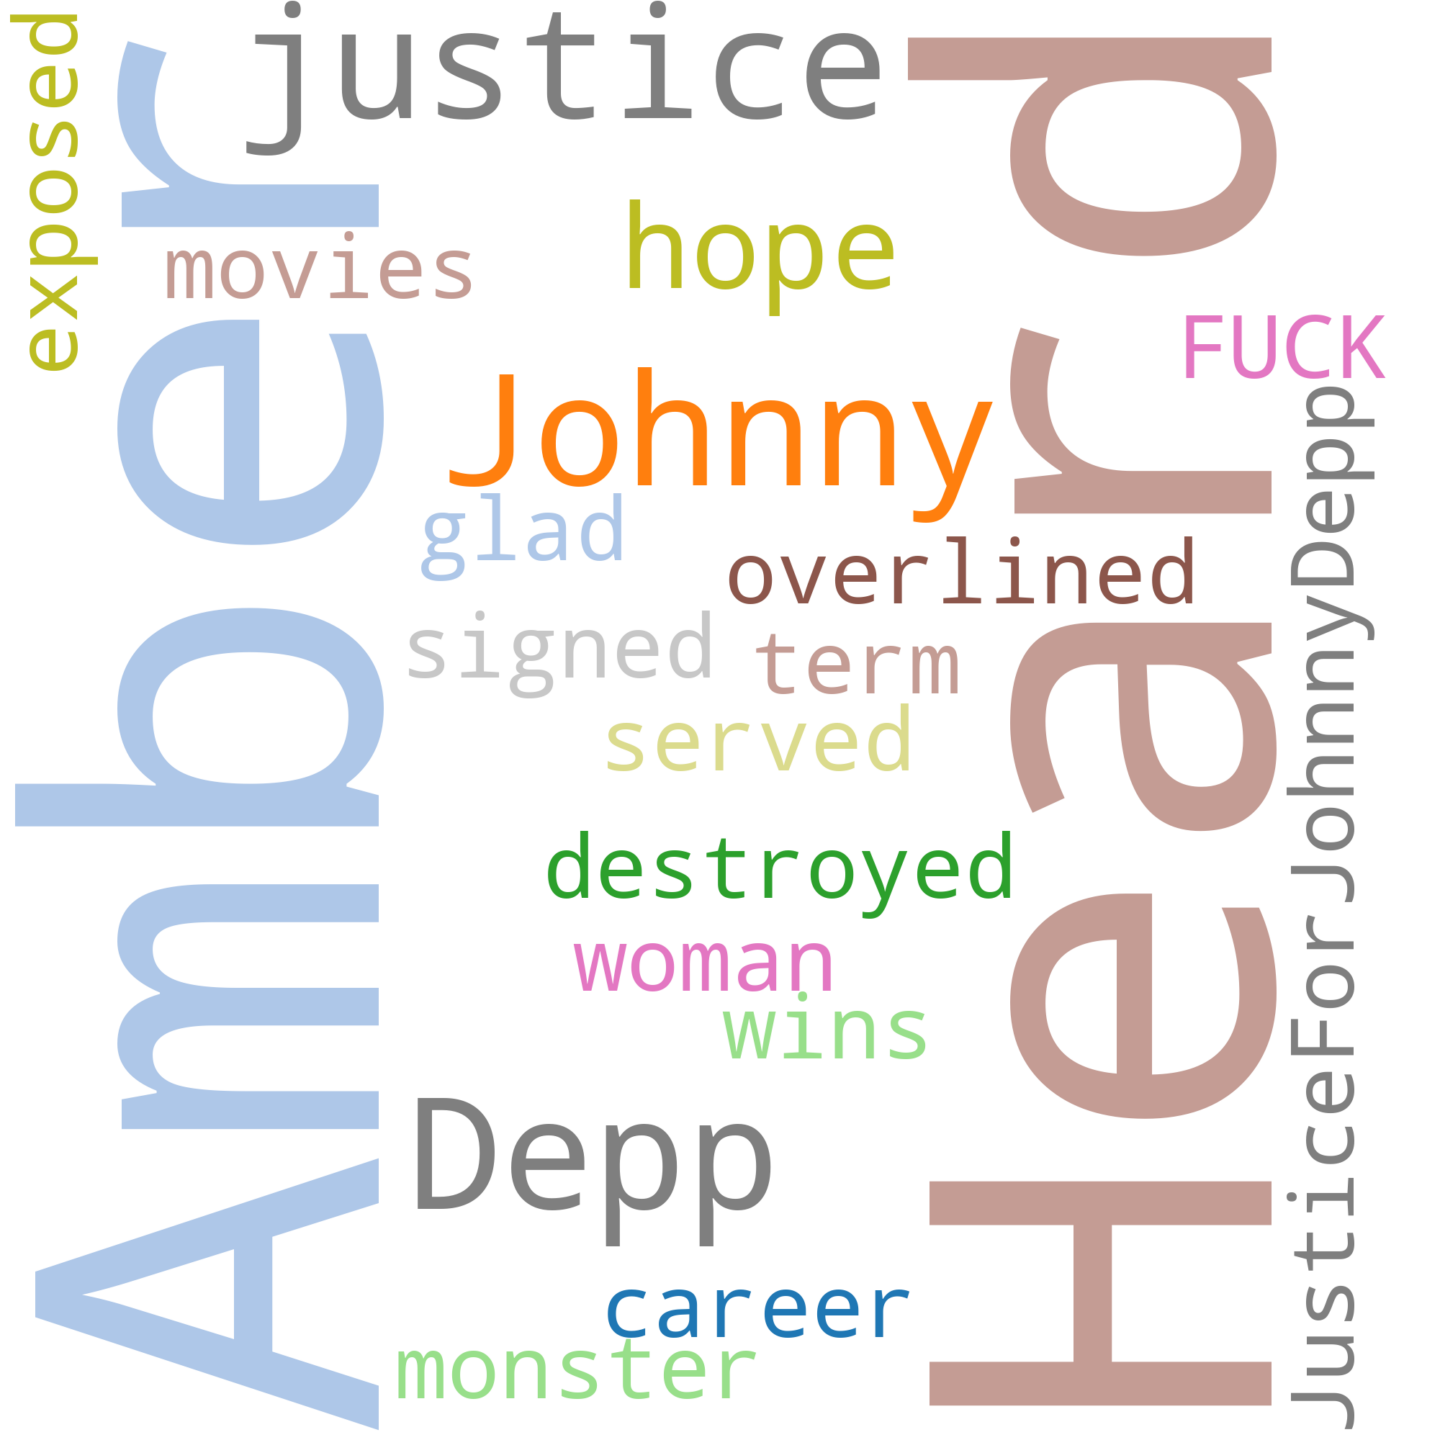 exposed
Amber
justice
Heard
movies
hope
FUCK
Johnny
JusticeForJohnnyDepp
glad
overlined
signed
term
served
destroyed
woman
wins
Depp
career
monster